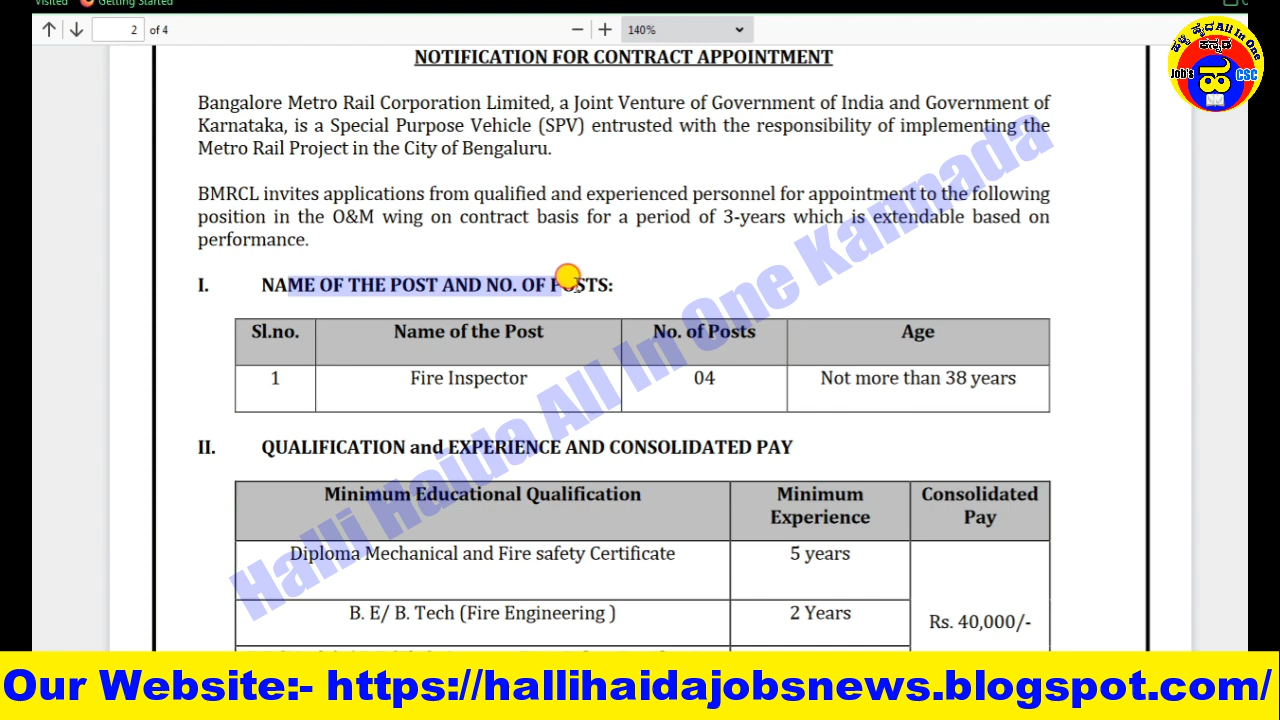 Visited Getting Started
2 of 4 140%
NOTIFICATION FOR CONTRACT APPOINTMENT
Bangalore Metro Rail Corporation Limited, a Joint Venture of Government of India and Government of
Karnataka, is a Special Purpose Vehicle (SPV) entrusted with the responsibility of implementing the
Metro Rail Project in the City of Bengaluru.
BMRCL invites applications from qualified and experienced personnel for appointment to the following
position in the O&M wing on contract basis for a period of 3-years which is extendable based on
performance.
I. NAME OF THE POST AND NO. OF POSTS:
Sl.no. Name of the Post No. of Posts Age
1 Fire Inspector 04 Not more than 38 years
II. QUALIFICATION and EXPERIENCE AND CONSOLIDATED PAY
Minimum Educational Qualification Minimum Experience Consolidated Pay
Diploma Mechanical and Fire safety Certificate 5 years
B. E/ B. Tech (Fire Engineering ) 2 Years
Rs. 40,000/-
Halli Haida All In One Kannada
ಹಳ್ಳಿ ಹೈದ All In One
ಕನ್ನಡ
Job's CSC
Our Website:- https://hallihaidajobsnews.blogspot.com/